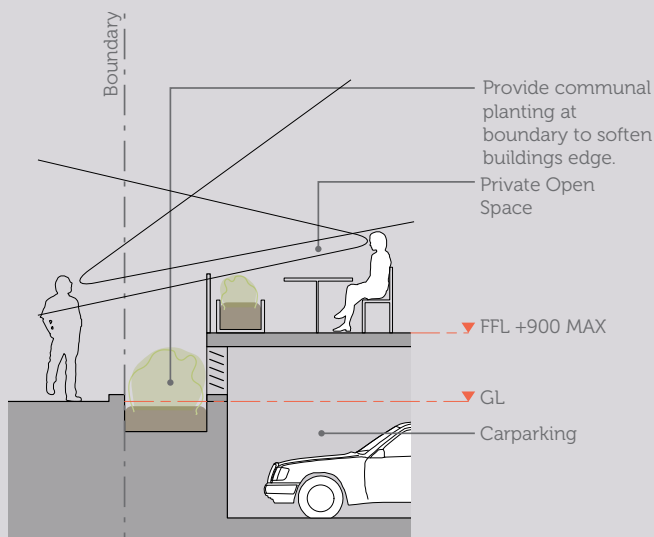 Boundary
Provide communal
planting at
boundary to soften
buildings edge.
Private Open
Space
FFL +900 MAX
GL
Carparking